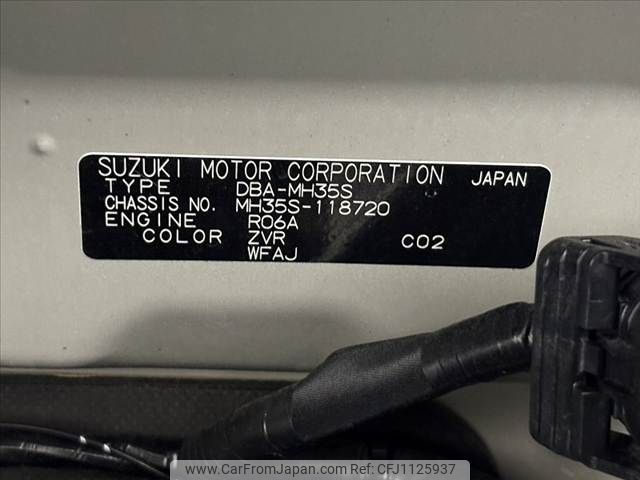 SUZUKI MOTOR CORPORATION JAPAN
TYPE DBA-MH35S
CHASSIS NO. MH35S-118720
ENGINE R06A
COLOR ZVR C02
WFAJ
www.CarFromJapan.com REF: CFJ1125937